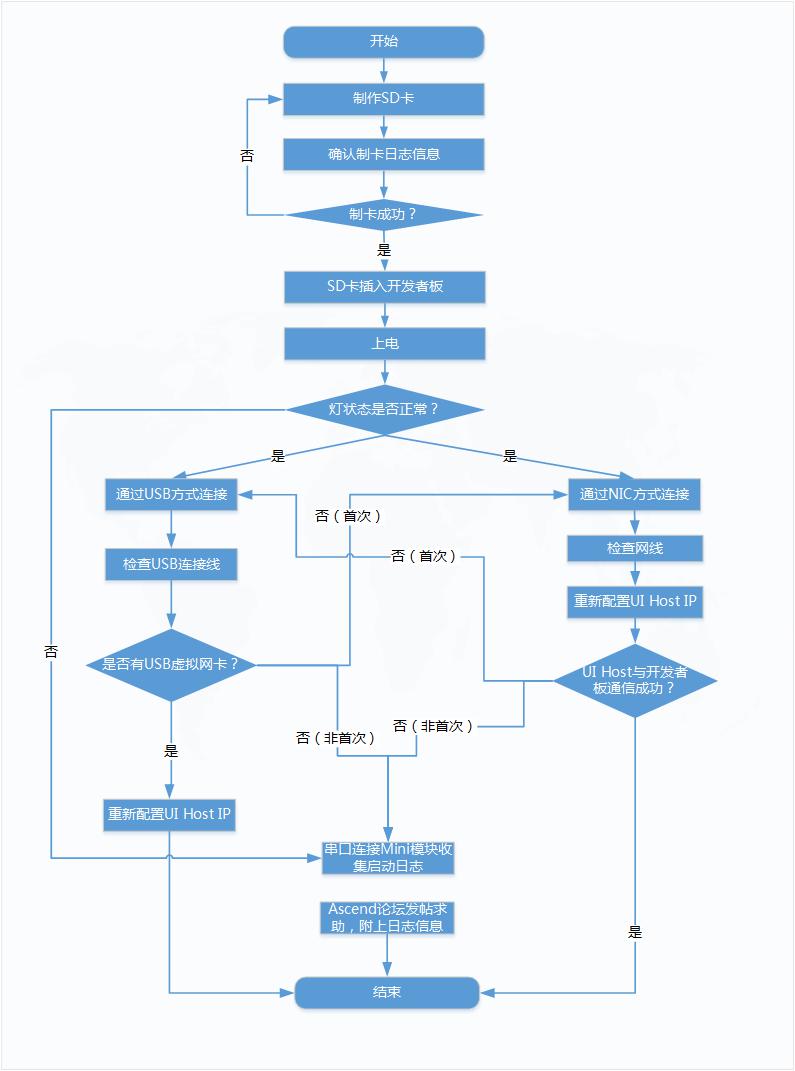 开始
制作SD卡
否
确认制卡日志信息
制卡成功？
是
SD卡插入开发者板
上电
灯状态是否正常？
是
是
通过USB方式连接
通过NIC方式连接
否（首次）
检查网线
否（首次）
检查USB连接线
重新配置UI Host IP
否
是否有USB虚拟网卡？
UI Host与开发者
板通信成功？
否（非首次）
否（非首次）
是
重新配置UI Host IP
串口连接Mini模块收
集启动日志
Ascend论坛发帖求
助，附上日志信息
是
结束